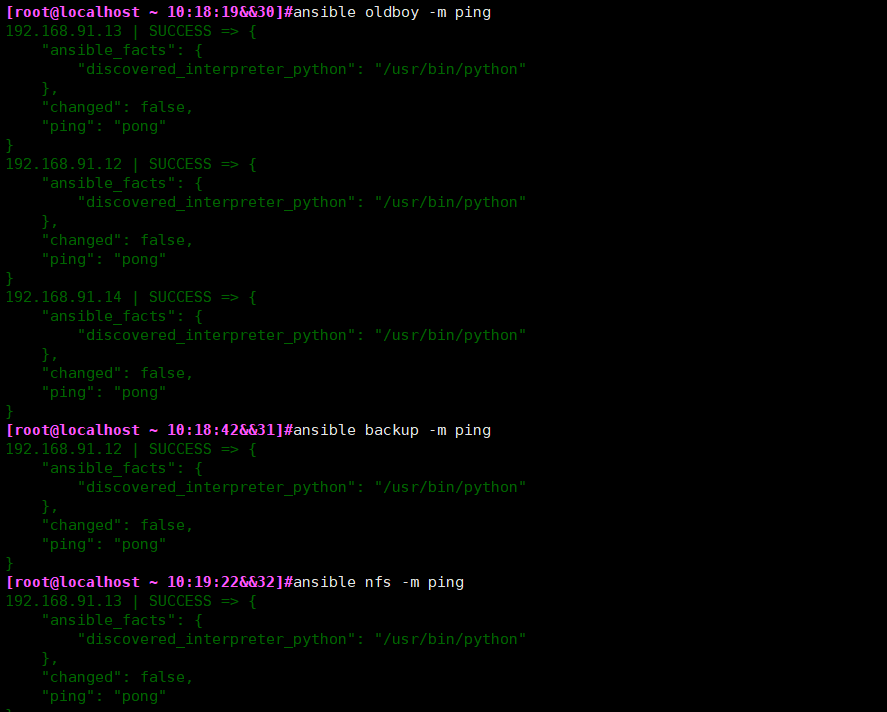 [root@localhost ~ 10:18:19&&30]#ansible oldboy -m ping
192.168.91.13 | SUCCESS => {
    "ansible_facts": {
        "discovered_interpreter_python": "/usr/bin/python"
    },
    "changed": false,
    "ping": "pong"
}
192.168.91.12 | SUCCESS => {
    "ansible_facts": {
        "discovered_interpreter_python": "/usr/bin/python"
    },
    "changed": false,
    "ping": "pong"
}
192.168.91.14 | SUCCESS => {
    "ansible_facts": {
        "discovered_interpreter_python": "/usr/bin/python"
    },
    "changed": false,
    "ping": "pong"
}
[root@localhost ~ 10:18:42&&31]#ansible backup -m ping
192.168.91.12 | SUCCESS => {
    "ansible_facts": {
        "discovered_interpreter_python": "/usr/bin/python"
    },
    "changed": false,
    "ping": "pong"
}
[root@localhost ~ 10:19:22&&32]#ansible nfs -m ping
192.168.91.13 | SUCCESS => {
    "ansible_facts": {
        "discovered_interpreter_python": "/usr/bin/python"
    },
    "changed": false,
    "ping": "pong"